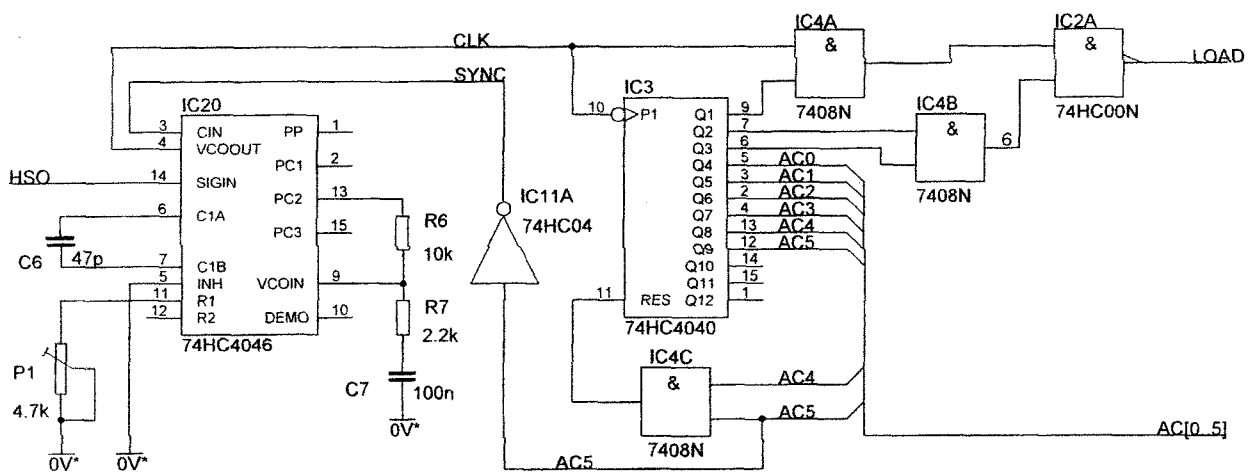 IC4A
&
7408N
IC2A
&
74HC00N
LOAD
CLK
SYNC
IC20
3 CIN PP 1
4 VCOOUT
PC1 2
HSO 14 SIGIN
PC2 13
6 C1A
PC3 15
C6 47p
7 C1B
5 INH VCOIN 9
11 R1
12 R2 DEMO 10
74HC4046
P1
4.7k
0V*
0V*
R6
10k
R7
2.2k
C7 100n
0V*
IC11A
74HC04
IC3
10 P1 Q1 9
Q2 7
Q3 6
Q4 5 AC0
Q5 3 AC1
Q6 2 AC2
Q7 4 AC3
Q8 13 AC4
Q9 12 AC5
Q10 14
Q11 15
11 RES Q12 1
74HC4040
IC4B
&
7408N
6
IC4C
&
7408N
AC4
AC5
AC5
AC[0..5]